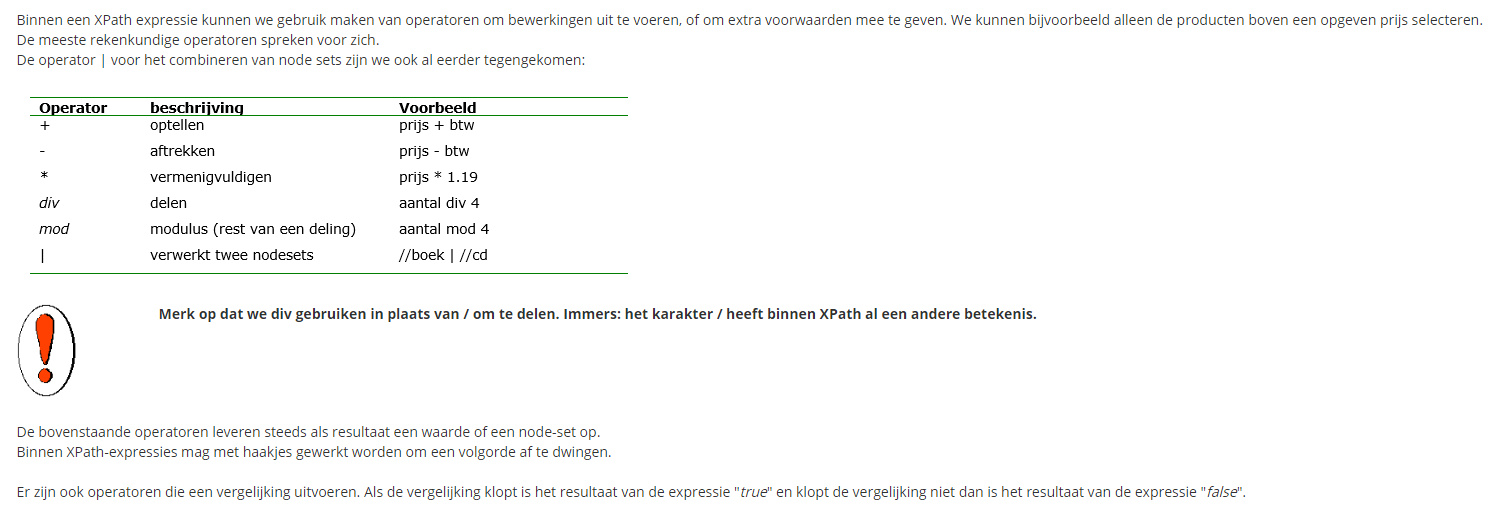 Binnen een XPath expressie kunnen we gebruik maken van operatoren om bewerkingen uit te voeren, of om extra voorwaarden mee te geven. We kunnen bijvoorbeeld alleen de producten boven een opgeven prijs selecteren.
De meeste rekenkundige operatoren spreken voor zich.
De operator | voor het combineren van node sets zijn we ook al eerder tegengekomen:
Operator beschrijving Voorbeeld
+ optellen prijs + btw
- aftrekken prijs - btw
* vermenigvuldigen prijs * 1.19
div delen aantal div 4
mod modulus (rest van een deling) aantal mod 4
| verwerkt twee nodesets //boek | //cd
Merk op dat we div gebruiken in plaats van / om te delen. Immers: het karakter / heeft binnen XPath al een andere betekenis.
De bovenstaande operatoren leveren steeds als resultaat een waarde of een node-set op.
Binnen XPath-expressies mag met haakjes gewerkt worden om een volgorde af te dwingen.
Er zijn ook operatoren die een vergelijking uitvoeren. Als de vergelijking klopt is het resultaat van de expressie "true" en klopt de vergelijking niet dan is het resultaat van de expressie "false".